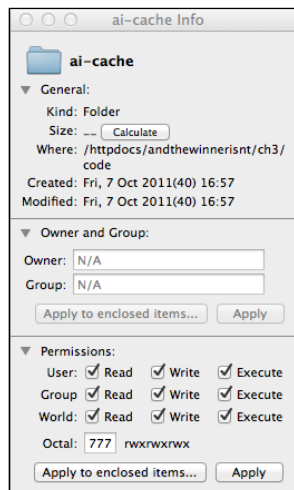 ai-cache Info
ai-cache
General:
Kind: Folder
Size: -- Calculate
Where: /httpdocs/andthewinnerisnt/ch3/
code
Created: Fri, 7 Oct 2011(40) 16:57
Modified: Fri, 7 Oct 2011(40) 16:57
Owner and Group:
Owner: N/A
Group: N/A
Apply to enclosed items... Apply
Permissions:
User: Read Write Execute
Group Read Write Execute
World: Read Write Execute
Octal: 777 rwxrwxrwx
Apply to enclosed items... Apply